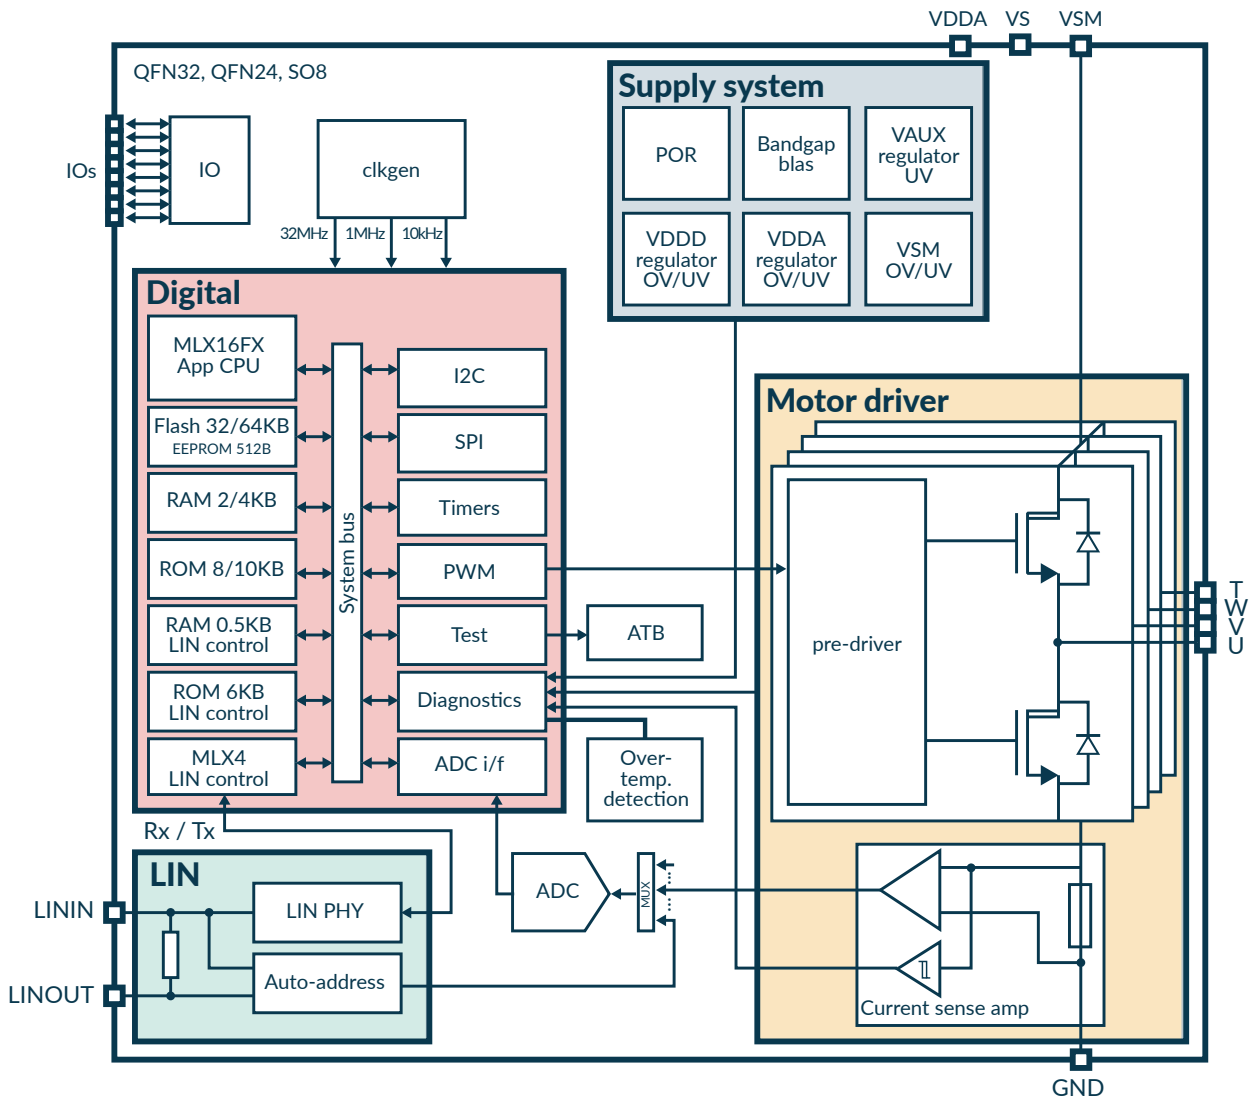 VDDA VS VSM
QFN32, QFN24, SO8
IOs
IO
clkgen
32MHz 1MHz 10kHz
Supply system
POR
Bandgap
blas
VAUX
regulator
UV
VDDD
regulator
OV/UV
VDDA
regulator
OV/UV
VSM
OV/UV
Digital
MLX16FX
App CPU
Flash 32/64KB
EEPROM 512B
RAM 2/4KB
ROM 8/10KB
RAM 0.5KB
LIN control
ROM 6KB
LIN control
MLX4
LIN control
System bus
I2C
SPI
Timers
PWM
Test
Diagnostics
ADC i/f
ATB
Over-
temp.
detection
Motor driver
pre-driver
T
W
V
U
Current sense amp
Rx / Tx
LIN
LIN PHY
Auto-address
LININ
LINOUT
ADC
MUX
GND